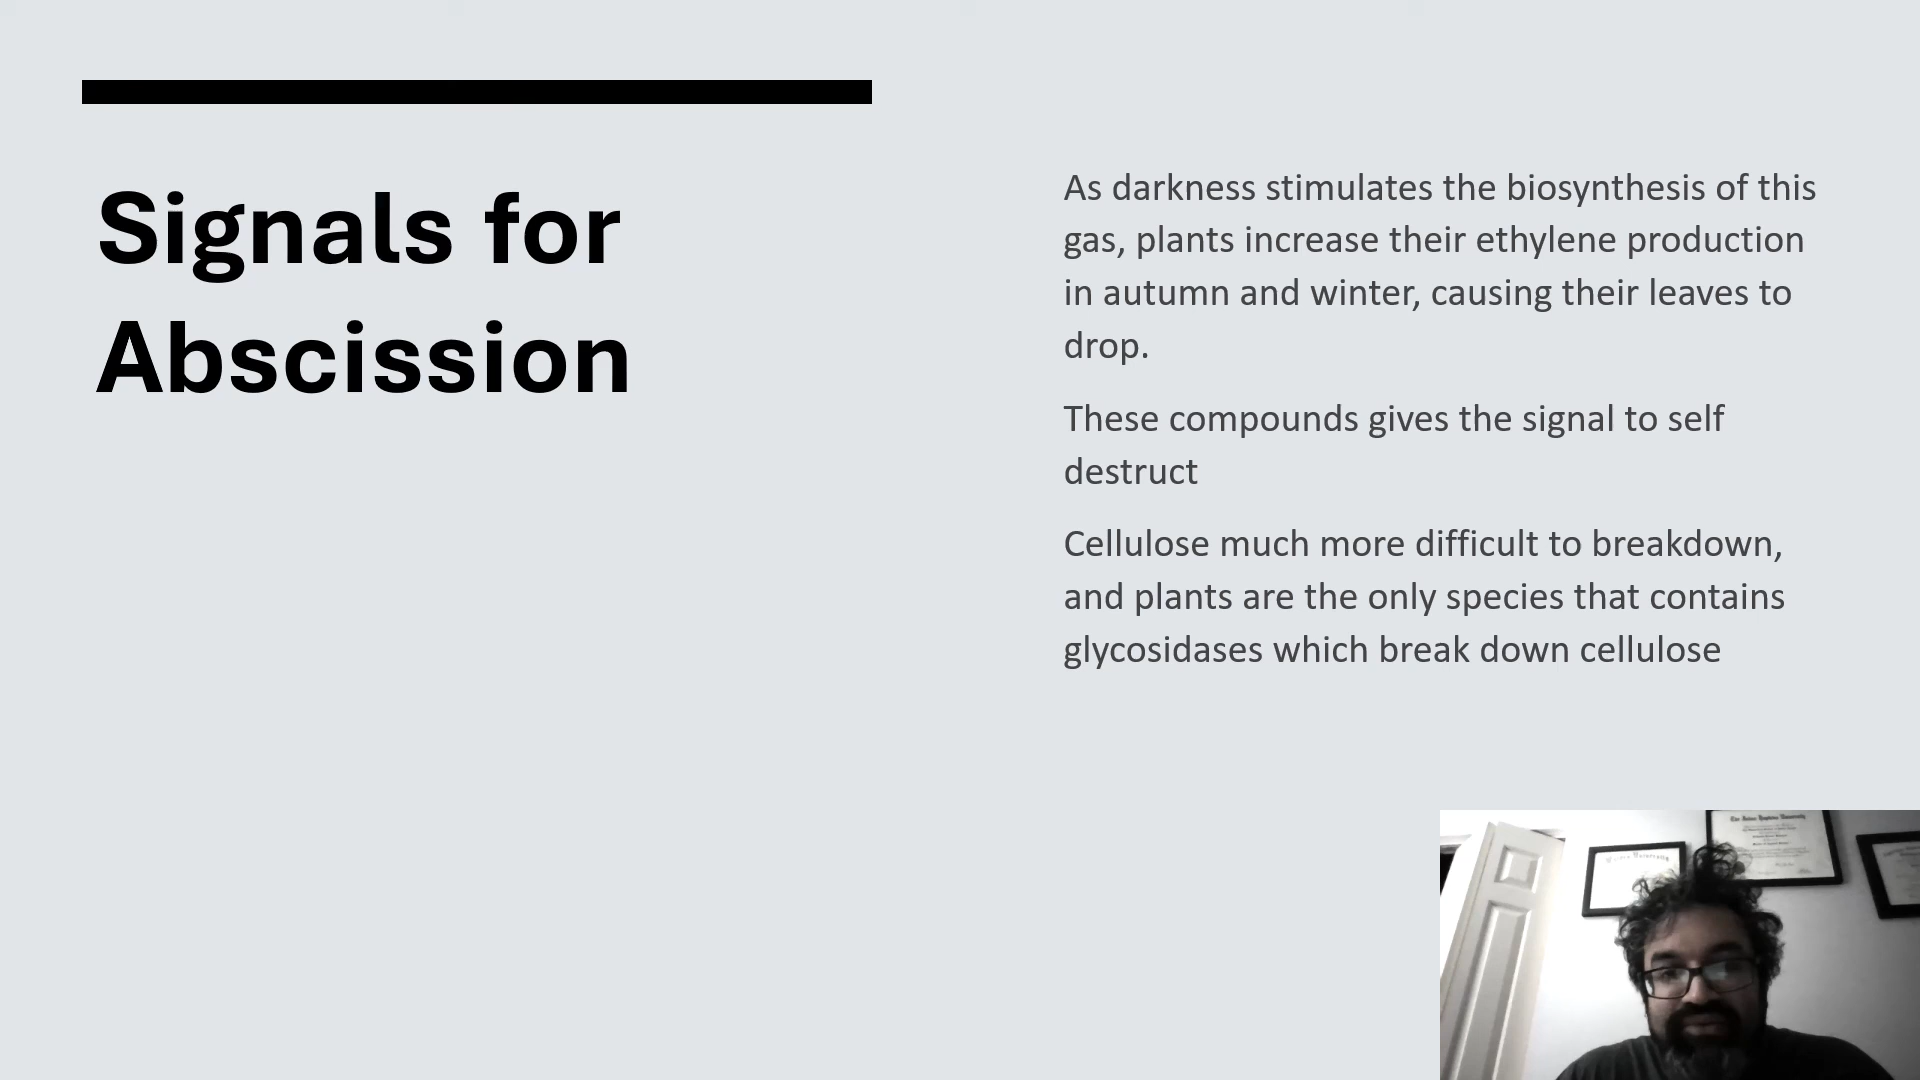 Signals for
Abscission
As darkness stimulates the biosynthesis of this
gas, plants increase their ethylene production
in autumn and winter, causing their leaves to
drop.
These compounds gives the signal to self
destruct
Cellulose much more difficult to breakdown,
and plants are the only species that contains
glycosidases which break down cellulose